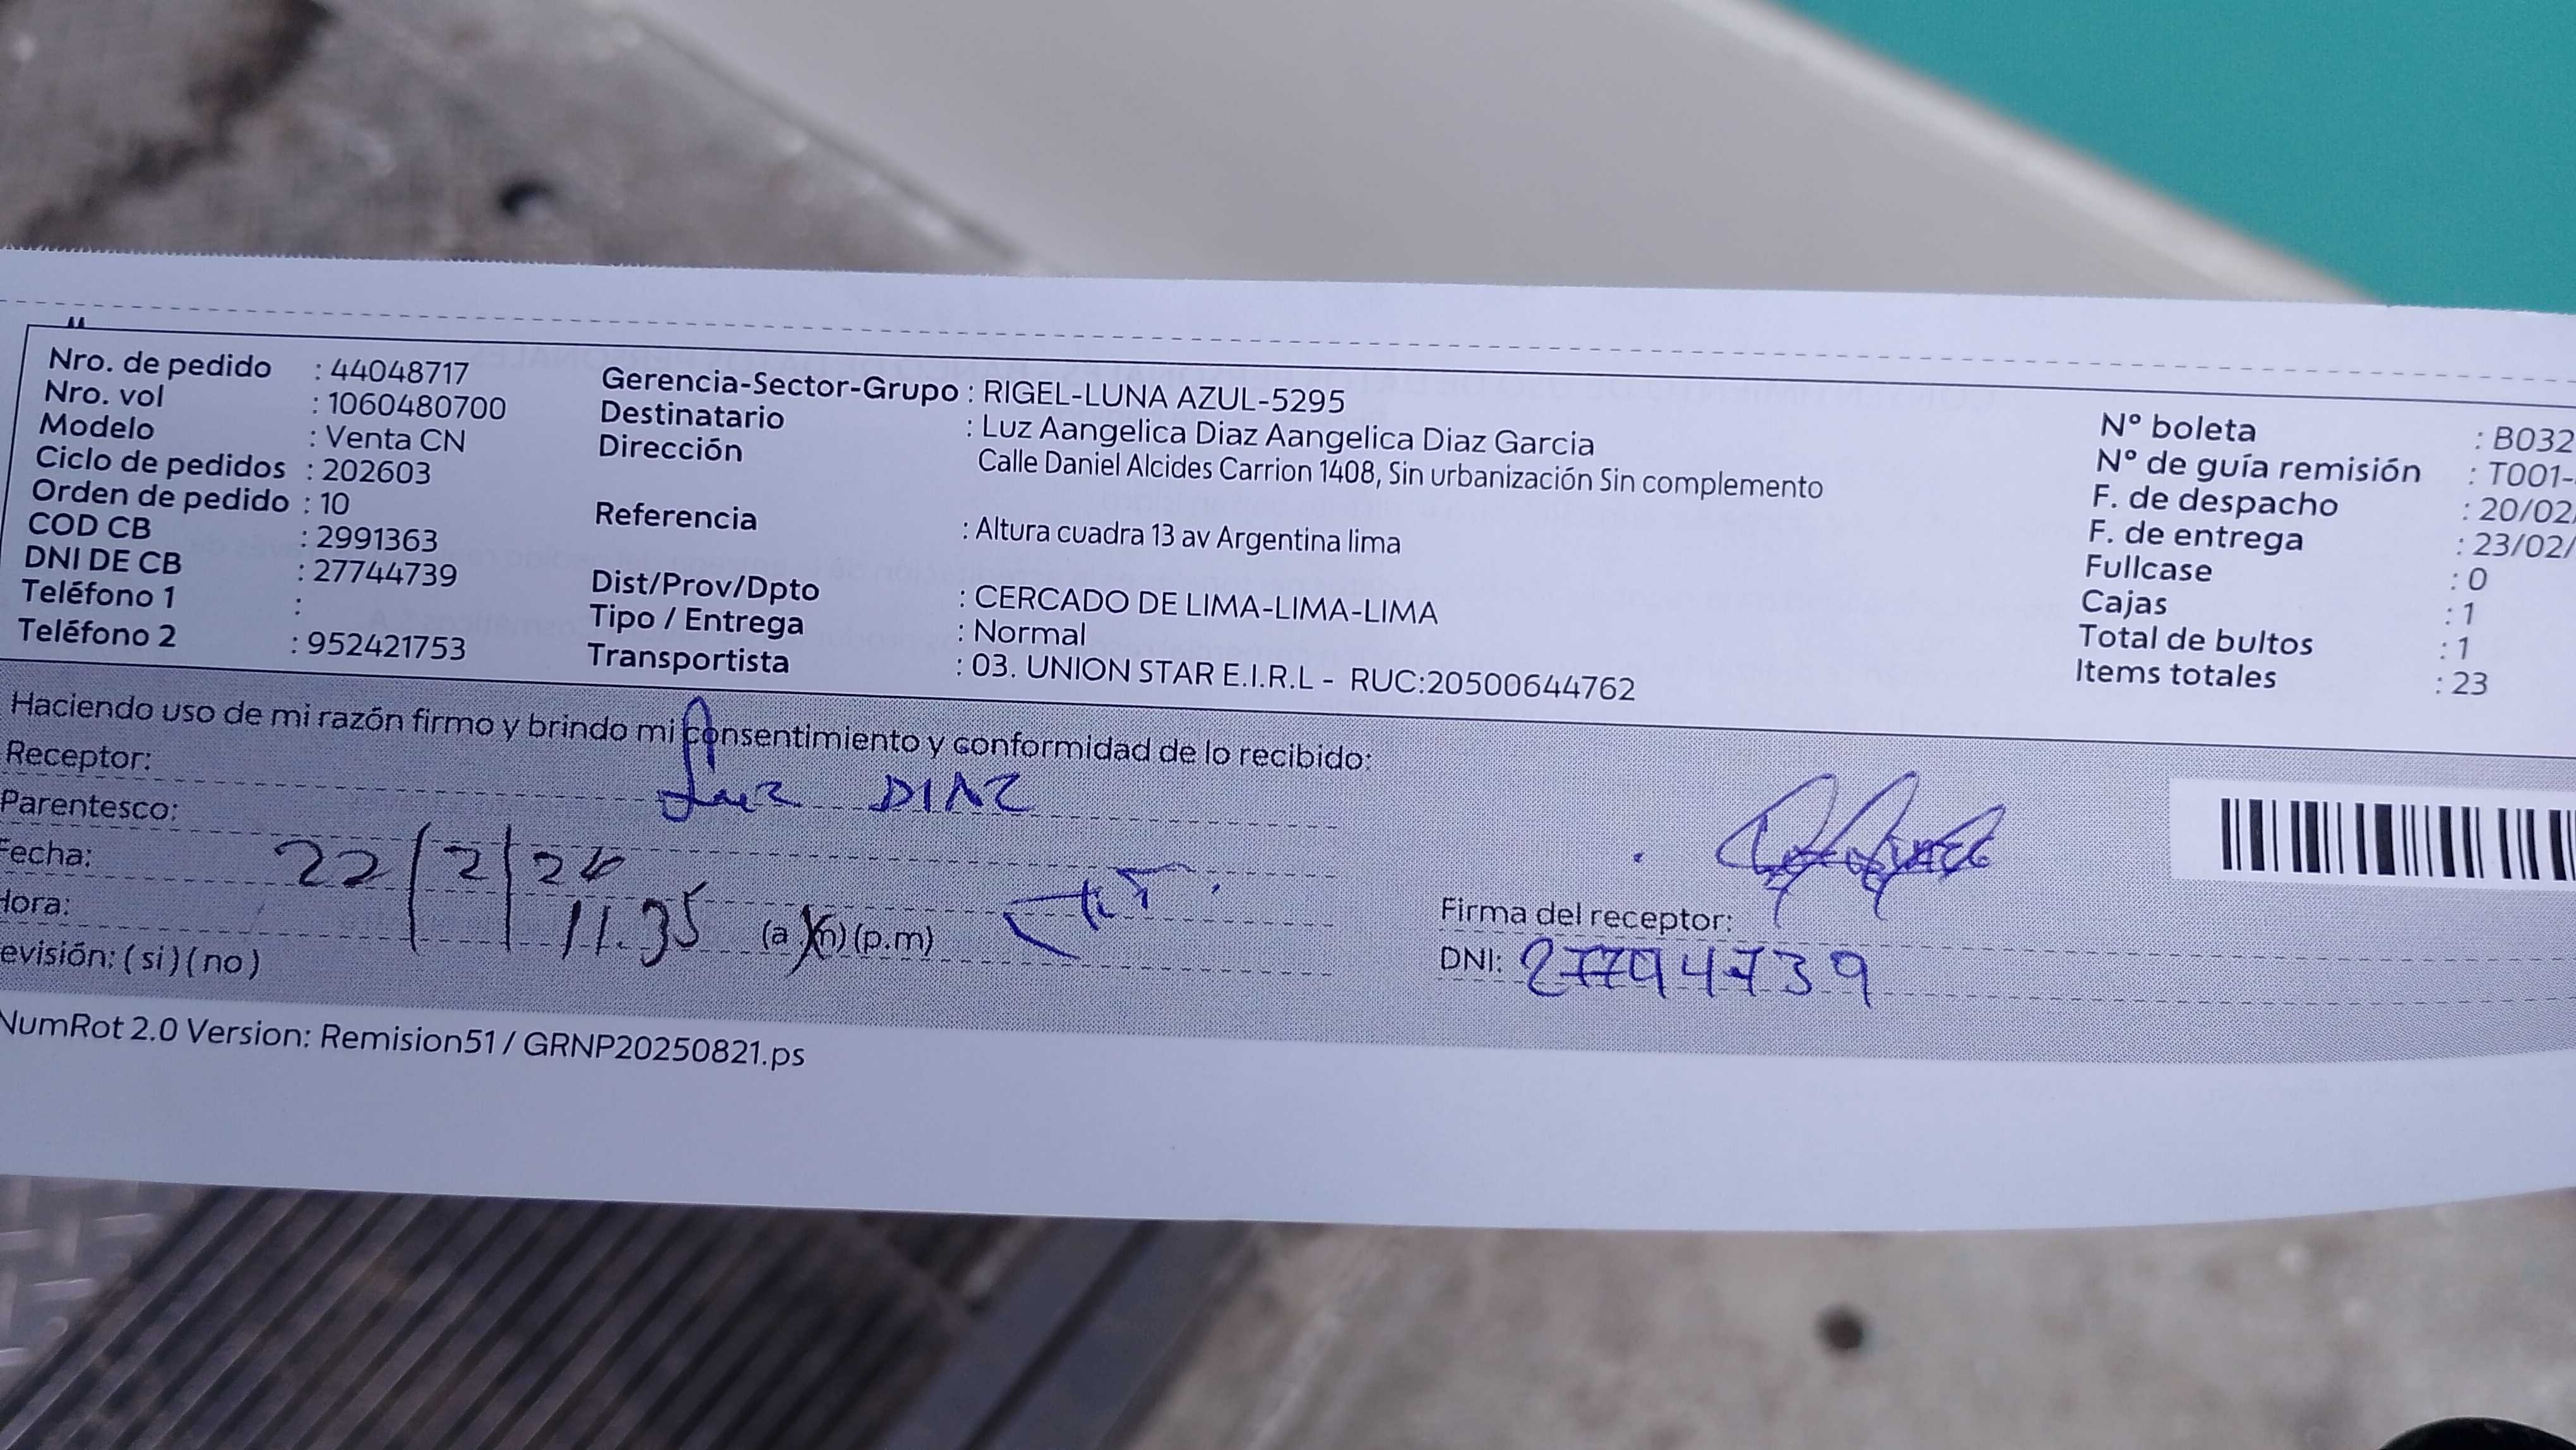 Nro. de pedido : 44048717
Nro. vol : 1060480700
Modelo : Venta CN
Ciclo de pedidos : 202603
Orden de pedido : 10
COD CB : 2991363
DNI DE CB : 27744739
Teléfono 1 :
Teléfono 2 : 952421753
Gerencia-Sector-Grupo : RIGEL-LUNA AZUL-5295
Destinatario : Luz Aangelica Diaz Aangelica Diaz Garcia
Dirección Calle Daniel Alcides Carrion 1408, Sin urbanización Sin complemento
Referencia : Altura cuadra 13 av Argentina lima
Dist/Prov/Dpto : CERCADO DE LIMA-LIMA-LIMA
Tipo / Entrega : Normal
Transportista : 03. UNION STAR E.I.R.L - RUC:20500644762
N° boleta : B032
N° de guía remisión : T001-
F. de despacho : 20/02
F. de entrega : 23/02/
Fullcase : 0
Cajas : 1
Total de bultos : 1
Items totales : 23
Haciendo uso de mi razón firmo y brindo mi consentimiento y conformidad de lo recibido:
Receptor: Luz DIAZ
Parentesco:
Fecha: 22/2/26
Hora: 11.35 (a.m) (p.m)
evisión: ( si ) ( no )
Firma del receptor:
DNI: 27794739
NumRot 2.0 Version: Remision51 / GRNP20250821.ps